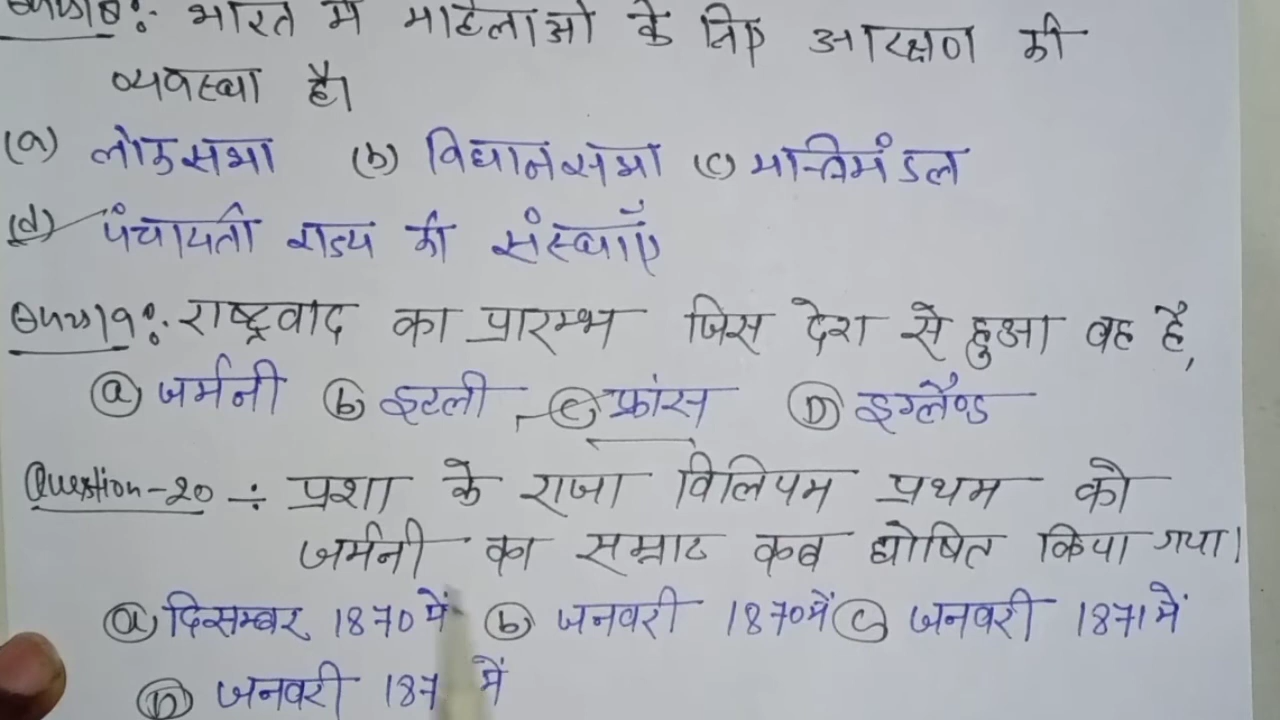 भारत में महिलाओं के लिए आरक्षण की
व्यवस्था है।
(a) लोकसभा (b) विधानसभा (c) मन्त्रिमंडल
(d) पंचायती राज्य की संस्थाएँ
राष्ट्रवाद का प्रारम्भ जिस देश से हुआ वह है,
(a) जर्मनी (b) इटली (c) फ्रांस (D) इग्लैण्ड
Question-20 ÷ प्रशा के राजा विलियम प्रथम को
जर्मनी का सम्राट कब घोषित किया गया।
(a) दिसम्बर 1870 में (b) जनवरी 1870 में (c) जनवरी 1871 में
(D) जनवरी में